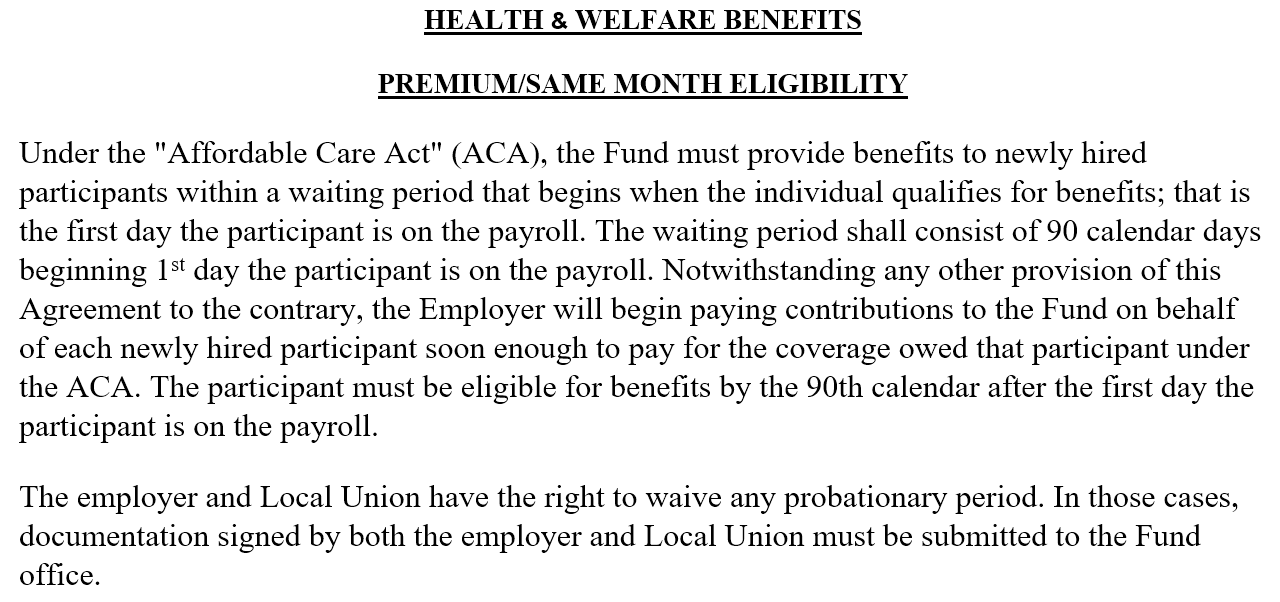 HEALTH & WELFARE BENEFITS
PREMIUM/SAME MONTH ELIGIBILITY
Under the "Affordable Care Act" (ACA), the Fund must provide benefits to newly hired
participants within a waiting period that begins when the individual qualifies for benefits; that is
the first day the participant is on the payroll. The waiting period shall consist of 90 calendar days
beginning 1st day the participant is on the payroll. Notwithstanding any other provision of this
Agreement to the contrary, the Employer will begin paying contributions to the Fund on behalf
of each newly hired participant soon enough to pay for the coverage owed that participant under
the ACA. The participant must be eligible for benefits by the 90th calendar after the first day the
participant is on the payroll.
The employer and Local Union have the right to waive any probationary period. In those cases,
documentation signed by both the employer and Local Union must be submitted to the Fund
office.